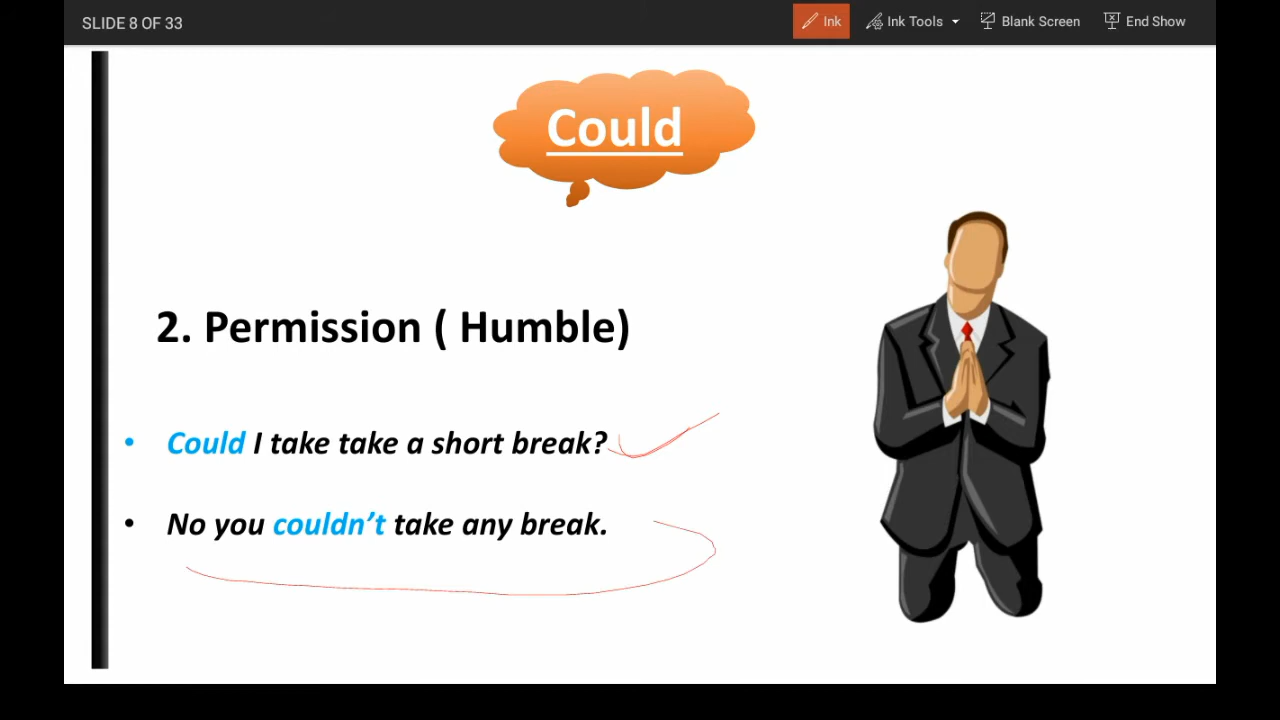 SLIDE 8 OF 33
Ink
Ink Tools
Blank Screen
End Show
Could
2. Permission ( Humble)
• Could I take take a short break?
• No you couldn’t take any break.